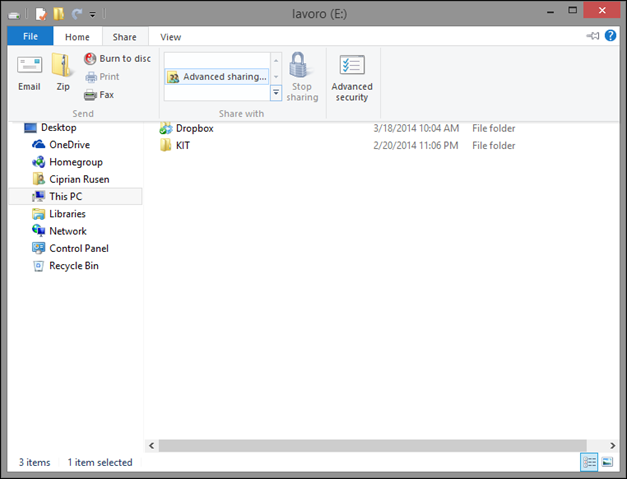 lavoro (E:)
File Home Share View
Email
Zip
Burn to disc
Print
Fax
Send
Advanced sharing...
Stop
sharing
Share with
Advanced
security
Desktop
OneDrive
Homegroup
Ciprian Rusen
This PC
Libraries
Network
Control Panel
Recycle Bin
Dropbox 3/18/2014 10:04 AM File folder
KIT 2/20/2014 11:06 PM File folder
3 items 1 item selected